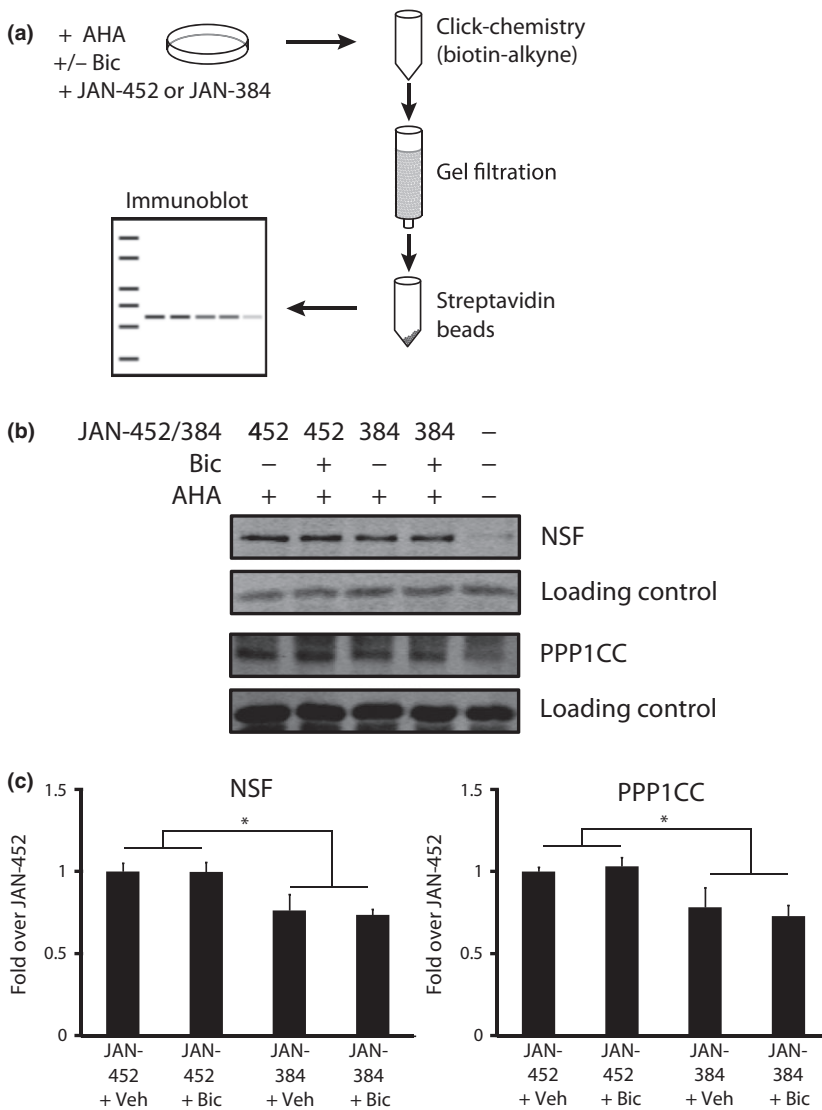 (a)
+ AHA
+/– Bic
+ JAN-452 or JAN-384
Click-chemistry
(biotin-alkyne)
Gel filtration
Streptavidin
beads
Immunoblot
(b)
JAN-452/384 452 452 384 384 –
Bic – + – + –
AHA + + + + –
NSF
Loading control
PPP1CC
Loading control
(c)
NSF
Fold over JAN-452
1.5
1
0.5
0
*
JAN-
452
+ Veh
JAN-
452
+ Bic
JAN-
384
+ Veh
JAN-
384
+ Bic
PPP1CC
Fold over JAN-452
1.5
1
0.5
0
*
JAN-
452
+ Veh
JAN-
452
+ Bic
JAN-
384
+ Veh
JAN-
384
+ Bic